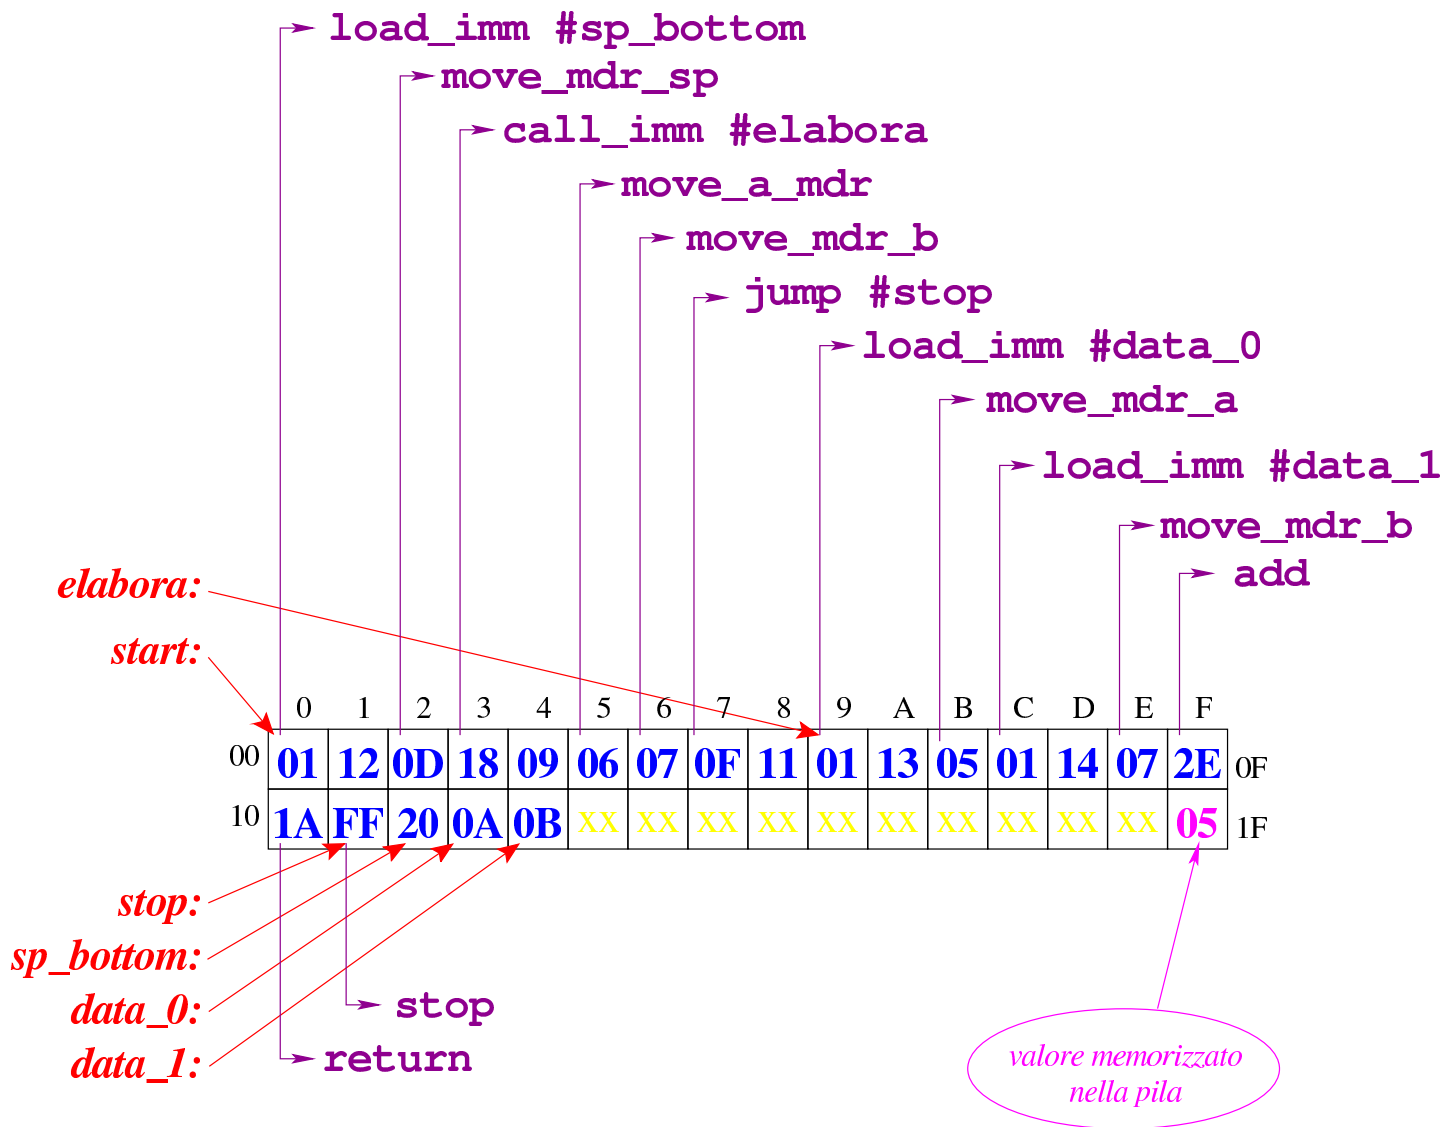 load_imm #sp_bottom
move_mdr_sp
call_imm #elabora
move_a_mdr
move_mdr_b
jump #stop
load_imm #data_0
move_mdr_a
load_imm #data_1
move_mdr_b
add
elabora:
start:
0 1 2 3 4 5 6 7 8 9 A B C D E F
00 01 12 0D 18 09 06 07 0F 11 01 13 05 01 14 07 2E 0F
10 1A FF 20 0A 0B xx xx xx xx xx xx xx xx xx xx 05 1F
stop:
sp_bottom:
data_0:
data_1:
stop
return
valore memorizzato
nella pila